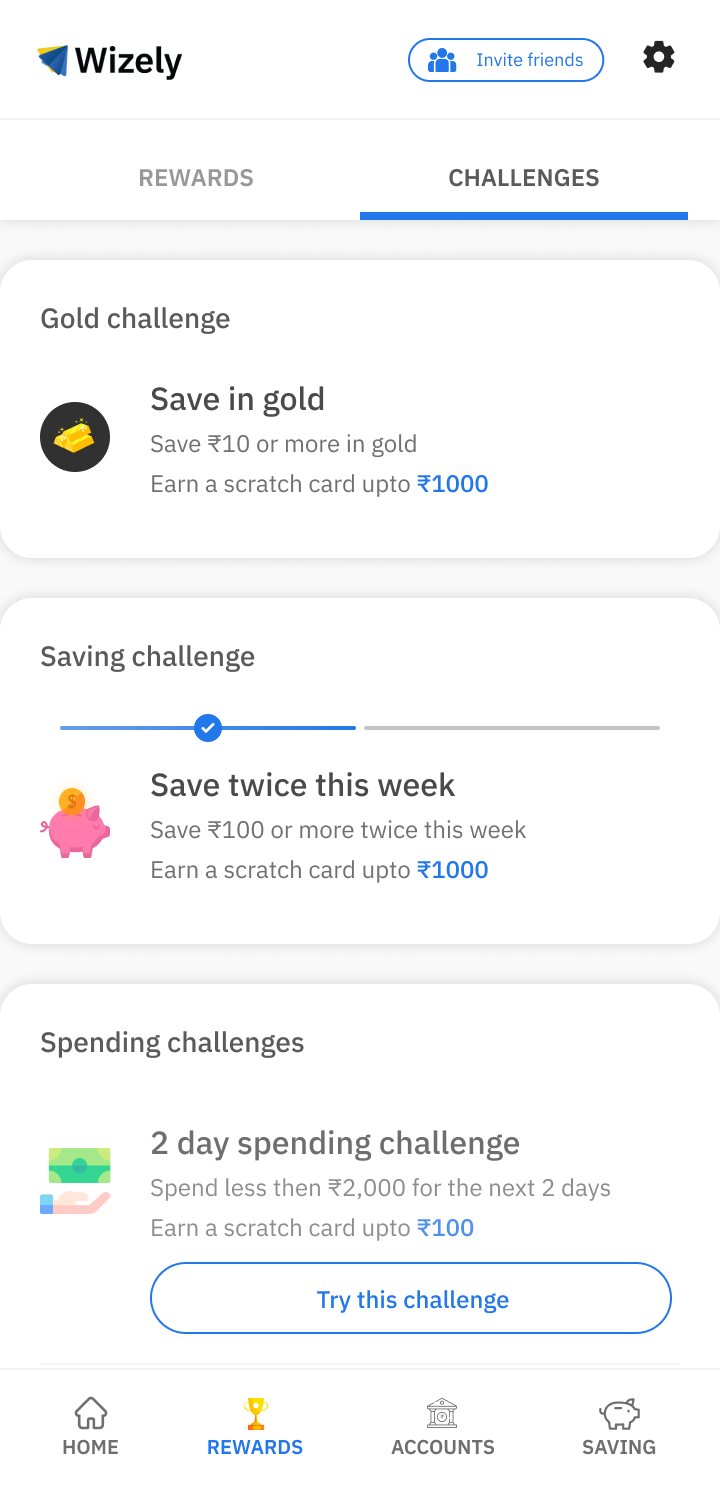 Wizely
Invite friends
REWARDS
CHALLENGES
Gold challenge
Save in gold
Save ₹10 or more in gold
Earn a scratch card upto ₹1000
Saving challenge
Save twice this week
Save ₹100 or more twice this week
Earn a scratch card upto ₹1000
Spending challenges
2 day spending challenge
Spend less then ₹2,000 for the next 2 days
Earn a scratch card upto ₹100
Try this challenge
HOME
REWARDS
ACCOUNTS
SAVING